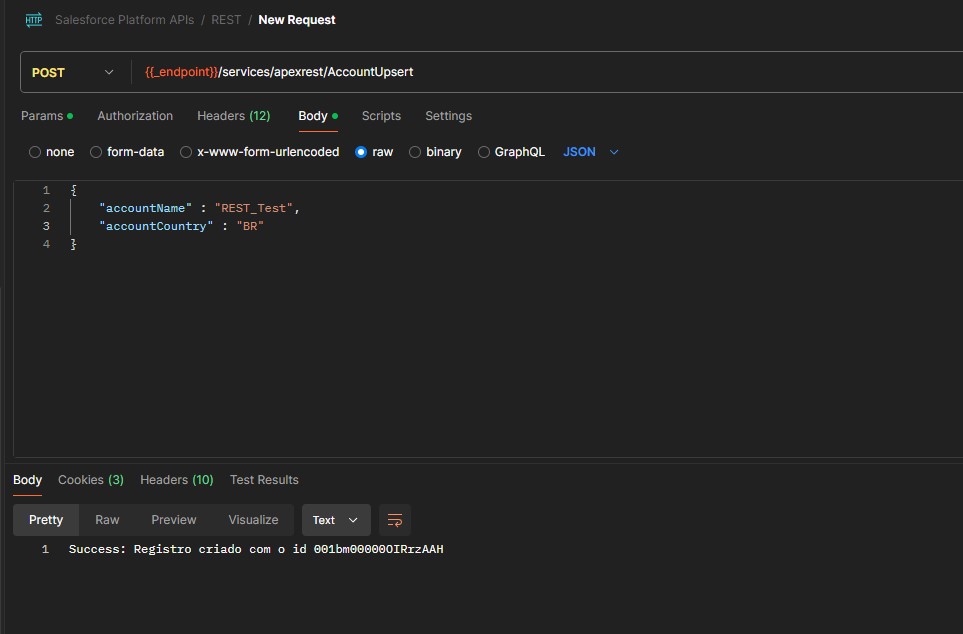 HTTP Salesforce Platform APIs / REST / New Request
POST {{_endpoint}}/services/apexrest/AccountUpsert
Params Authorization Headers (12) Body Scripts Settings
none form-data x-www-form-urlencoded raw binary GraphQL JSON
1 {
2 "accountName" : "REST_Test",
3 "accountCountry" : "BR"
4 }
Body Cookies (3) Headers (10) Test Results
Pretty Raw Preview Visualize Text
1 Success: Registro criado com o id 001bm00000OIRrzAAH